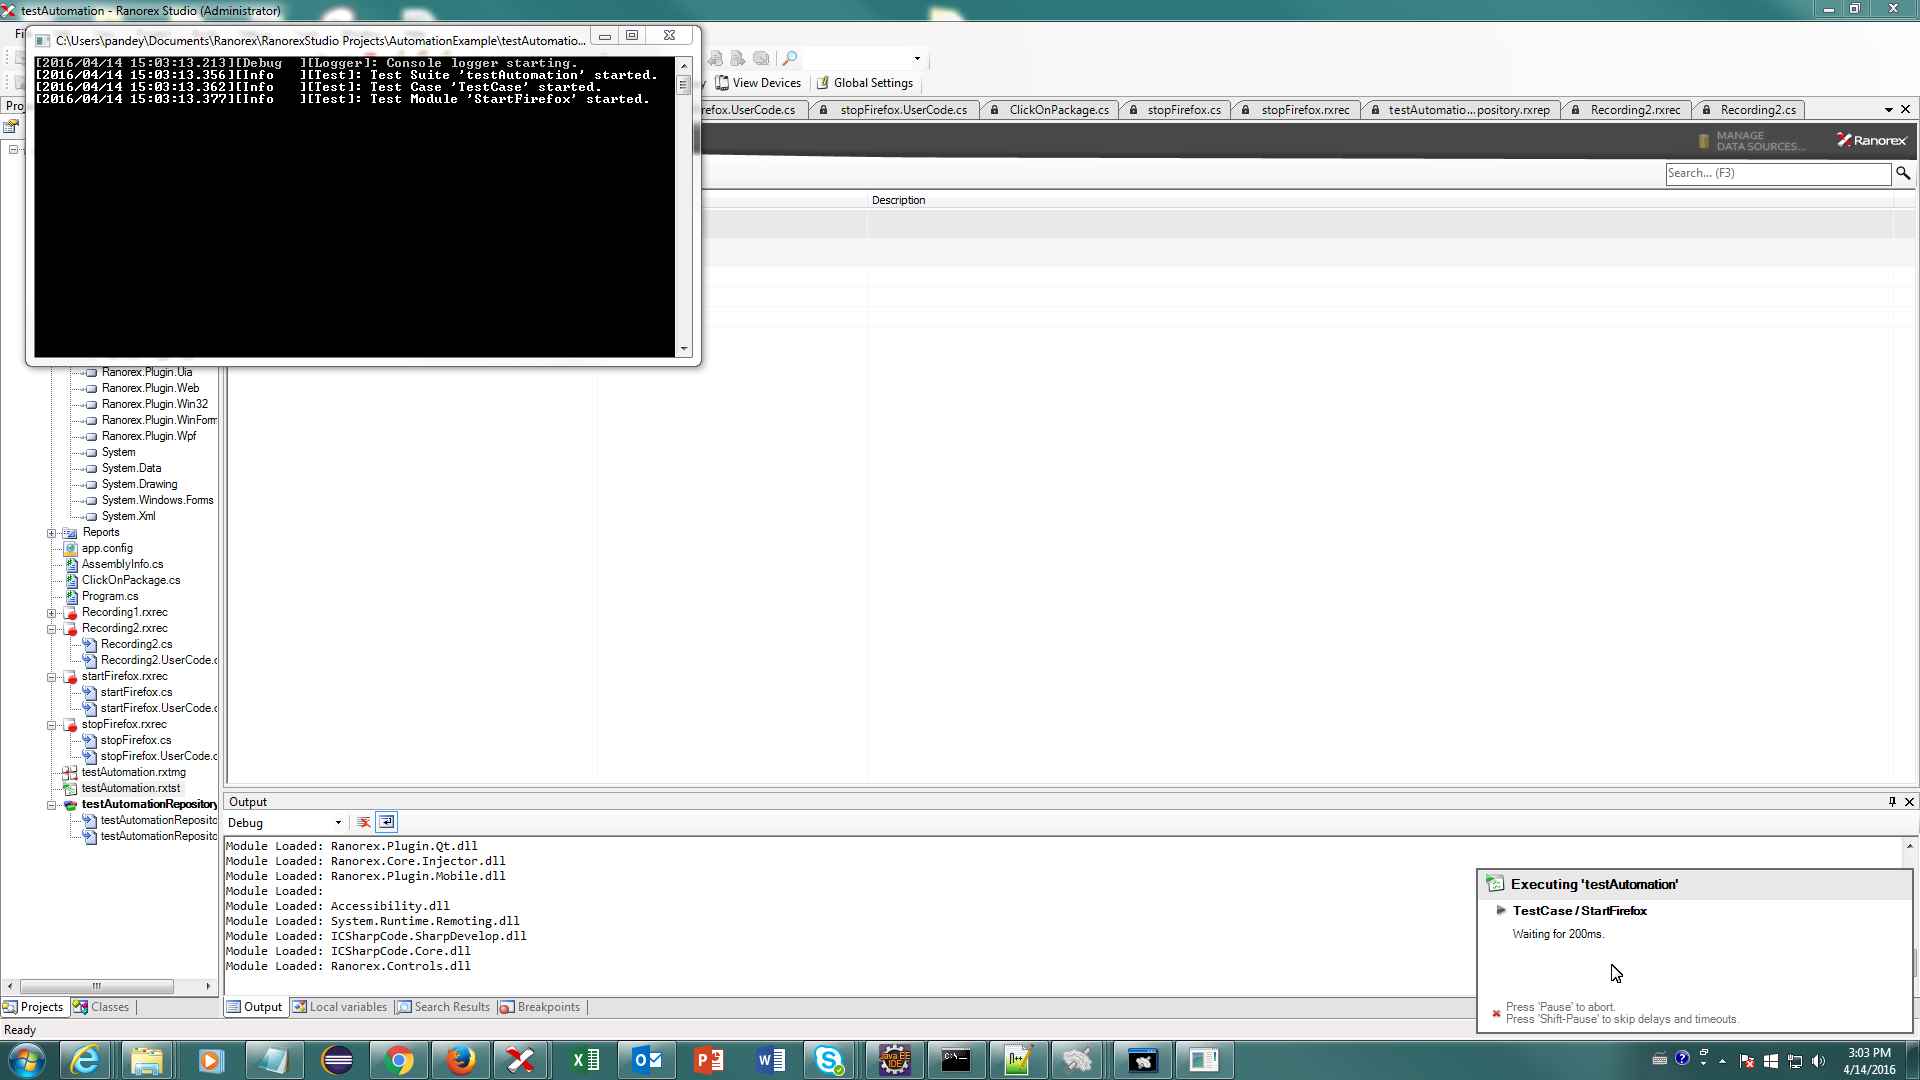 testAutomation - Ranorex Studio (Administrator)
C:\Users\pandey\Documents\Ranorex\RanorexStudio Projects\AutomationExample\testAutomatio...
[2016/04/14 15:03:13.213][Debug  ][Logger]: Console logger starting.
[2016/04/14 15:03:13.356][Info   ][Test]: Test Suite 'testAutomation' started.
[2016/04/14 15:03:13.362][Info   ][Test]: Test Case 'TestCase' started.
[2016/04/14 15:03:13.377][Info   ][Test]: Test Module 'StartFirefox' started.
View Devices
Global Settings
refox.UserCode.cs
stopFirefox.UserCode.cs
ClickOnPackage.cs
stopFirefox.cs
stopFirefox.rxrec
testAutomatio...pository.rxrep
Recording2.rxrec
Recording2.cs
MANAGE
DATA SOURCES...
Ranorex
Search... (F3)
Description
Ranorex.Plugin.Uia
Ranorex.Plugin.Web
Ranorex.Plugin.Win32
Ranorex.Plugin.WinForm
Ranorex.Plugin.Wpf
System
System.Data
System.Drawing
System.Windows.Forms
System.Xml
Reports
app.config
AssemblyInfo.cs
ClickOnPackage.cs
Program.cs
Recording1.rxrec
Recording2.rxrec
Recording2.cs
Recording2.UserCode.c
startFirefox.rxrec
startFirefox.cs
startFirefox.UserCode.c
stopFirefox.rxrec
stopFirefox.cs
stopFirefox.UserCode.c
testAutomation.rxtmg
testAutomation.rxtst
testAutomationRepository
testAutomationRepositc
testAutomationRepositc
Projects
Classes
Output
Debug
Module Loaded: Ranorex.Plugin.Qt.dll
Module Loaded: Ranorex.Core.Injector.dll
Module Loaded: Ranorex.Plugin.Mobile.dll
Module Loaded:
Module Loaded: Accessibility.dll
Module Loaded: System.Runtime.Remoting.dll
Module Loaded: ICSharpCode.SharpDevelop.dll
Module Loaded: ICSharpCode.Core.dll
Module Loaded: Ranorex.Controls.dll
Output
Local variables
Search Results
Breakpoints
Executing 'testAutomation'
TestCase / StartFirefox
Waiting for 200ms.
Press 'Pause' to abort.
Press 'Shift-Pause' to skip delays and timeouts.
Ready
3:03 PM
4/14/2016